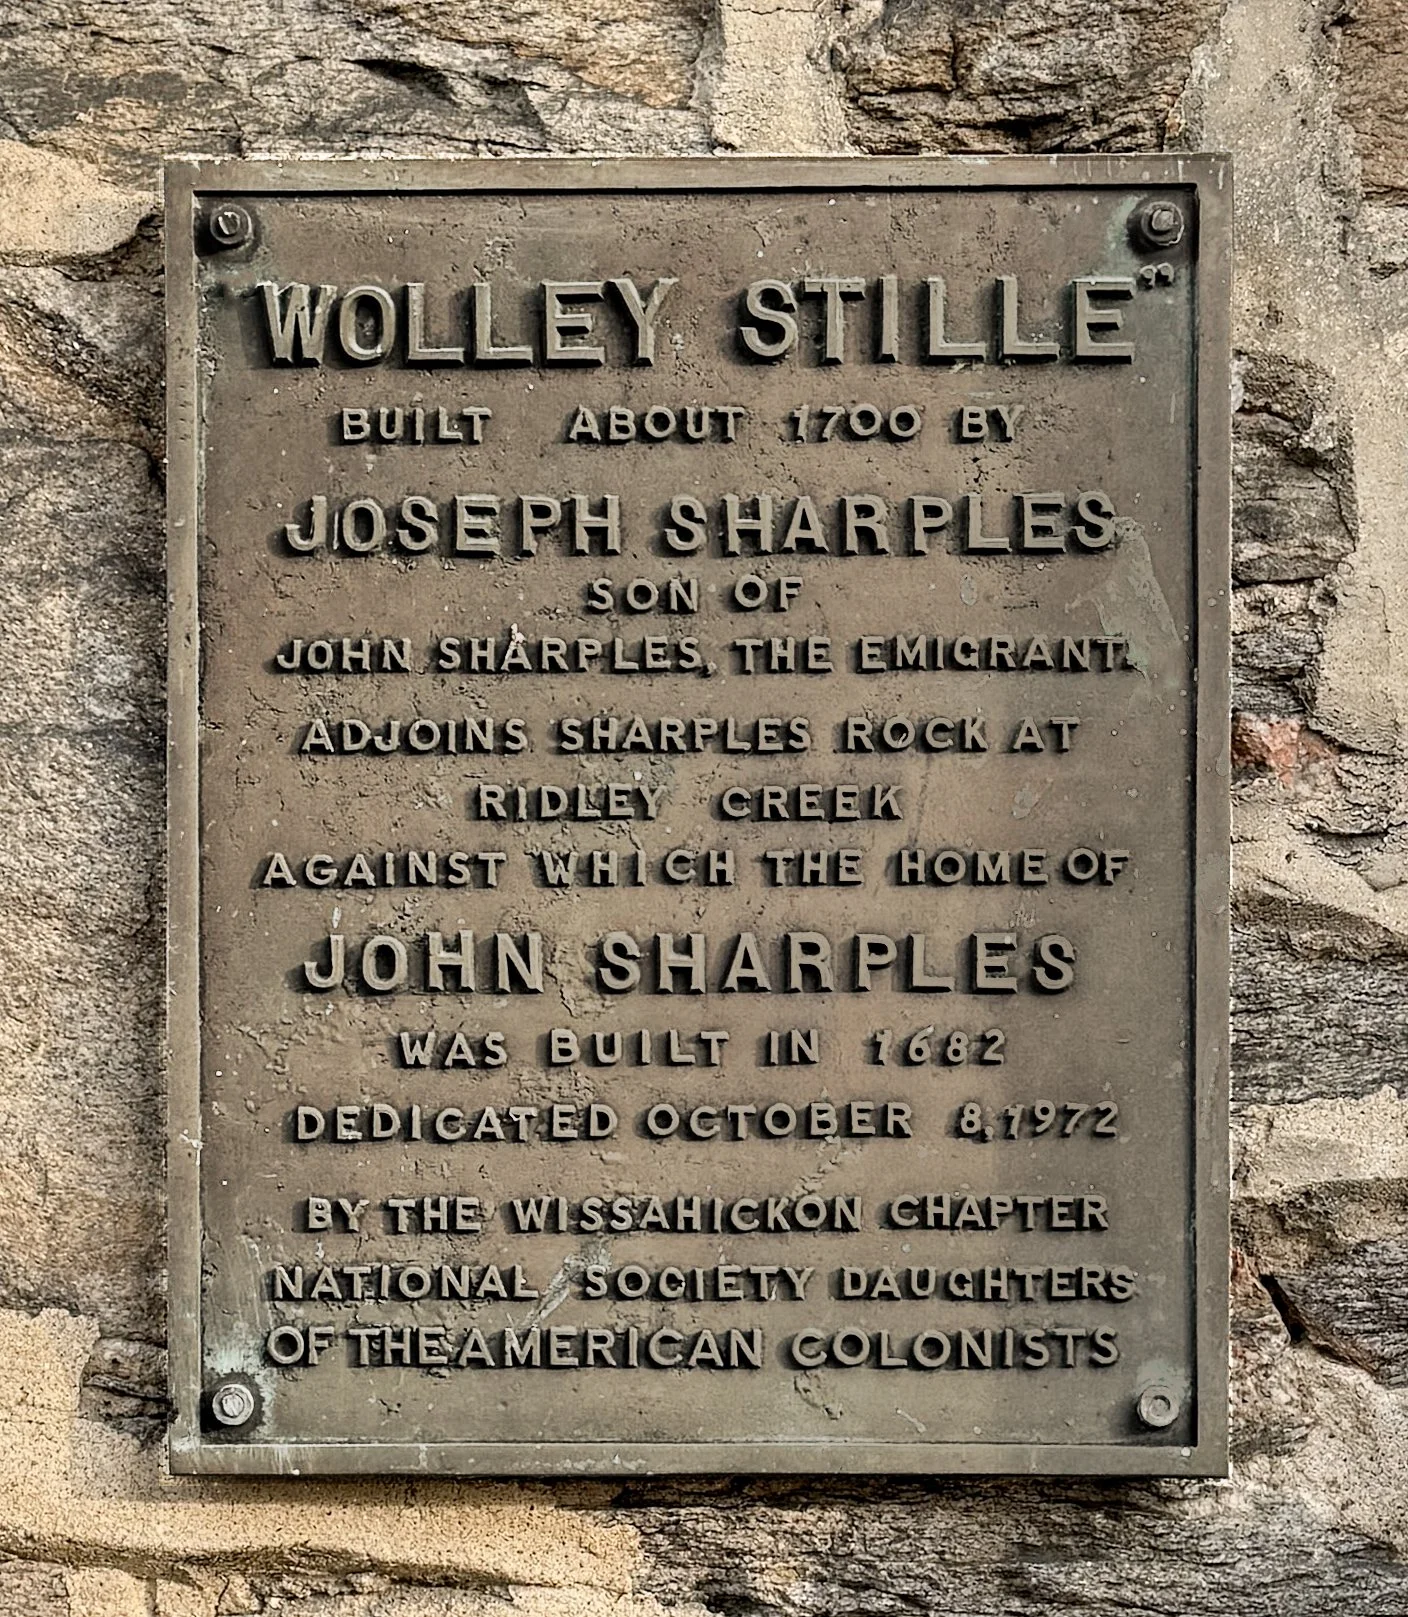 WOLLEY STILLE”
BUILT ABOUT 1700 BY
JOSEPH SHARPLES
SON OF
JOHN SHARPLES, THE EMIGRANT.
ADJOINS SHARPLES ROCK AT
RIDLEY CREEK
AGAINST WHICH THE HOME OF
JOHN SHARPLES
WAS BUILT IN 1682
DEDICATED OCTOBER 8, 1972
BY THE WISSAHICKON CHAPTER
NATIONAL SOCIETY DAUGHTERS
OF THE AMERICAN COLONISTS